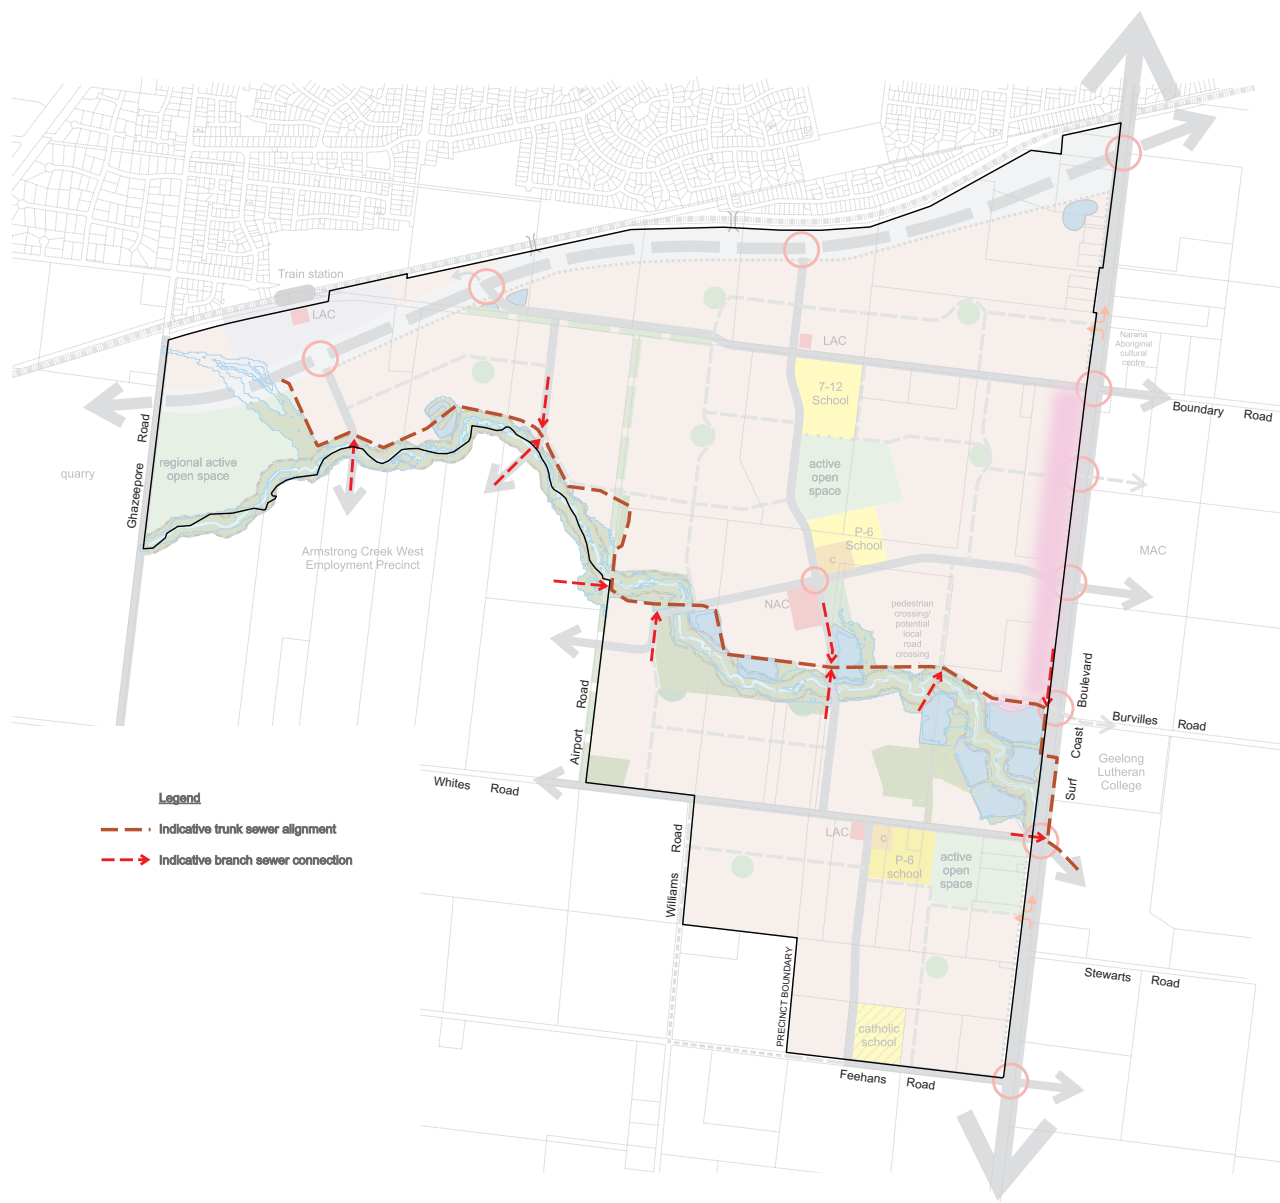 Train station
LAC
LAC
Narana
Aboriginal
cultural
centre
7-12
School
Boundary Road
Ghazeepore Road
quarry
regional active
open space
active
open
space
P-6
School
c
Armstrong Creek West
Employment Precinct
MAC
NAC
pedestrian
crossing/
potential
local
road
crossing
Airport Road
Surf Coast Boulevard
Burvilles Road
Geelong
Lutheran
College
Whites Road
Legend
Indicative trunk sewer alignment
Indicative branch sewer connection
LAC
c
P-6
school
active
open
space
Williams Road
PRECINCT BOUNDARY
Stewarts Road
catholic
school
Feehans Road